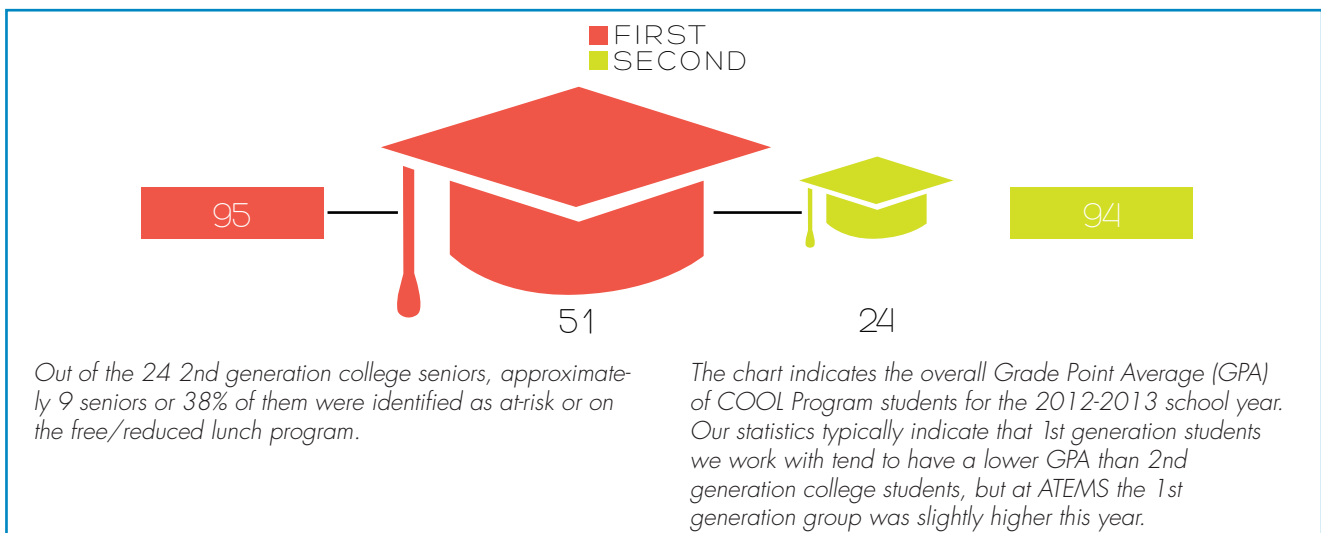 FIRST
SECOND
95
94
51
24
Out of the 24 2nd generation college seniors, approximate-
ly 9 seniors or 38% of them were identified as at-risk or on
the free/reduced lunch program.
The chart indicates the overall Grade Point Average (GPA)
of COOL Program students for the 2012-2013 school year.
Our statistics typically indicate that 1st generation students
we work with tend to have a lower GPA than 2nd
generation college students, but at ATEMS the 1st
generation group was slightly higher this year.